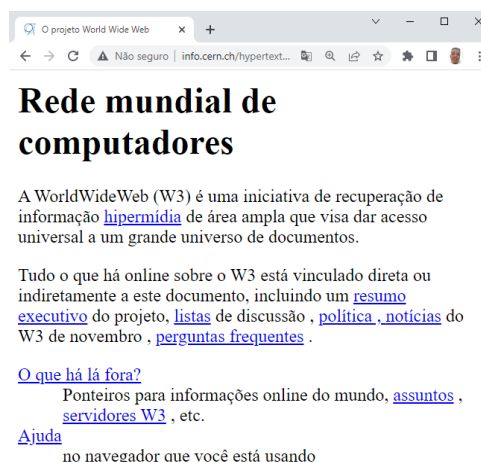 O projeto World Wide Web
Não seguro | info.cern.ch/hypertext...
Rede mundial de
computadores
A WorldWideWeb (W3) é uma iniciativa de recuperação de
informação hipermídia de área ampla que visa dar acesso
universal a um grande universo de documentos.
Tudo o que há online sobre o W3 está vinculado direta ou
indiretamente a este documento, incluindo um resumo
executivo do projeto, listas de discussão , política , notícias do
W3 de novembro , perguntas frequentes .
O que há lá fora?
Ponteiros para informações online do mundo, assuntos ,
servidores W3 , etc.
Ajuda
no navegador que você está usando